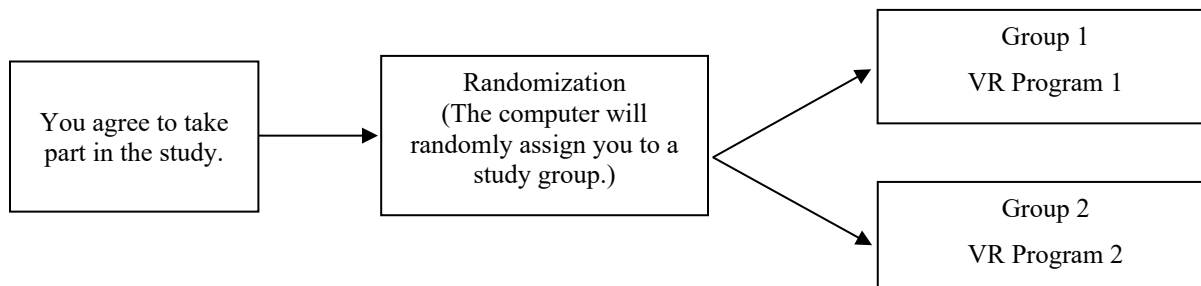 You agree to take
part in the study.
Randomization
(The computer will
randomly assign you to a
study group.)
Group 1
VR Program 1
Group 2
VR Program 2